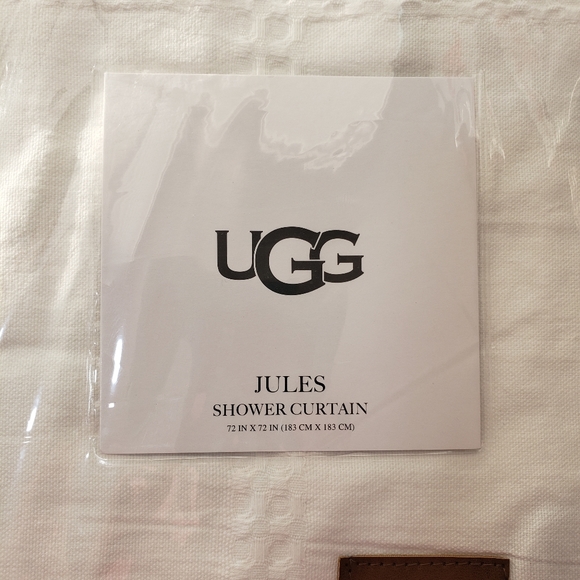 UGG
JULES
SHOWER CURTAIN
72 IN X 72 IN (183 CM X 183 CM)